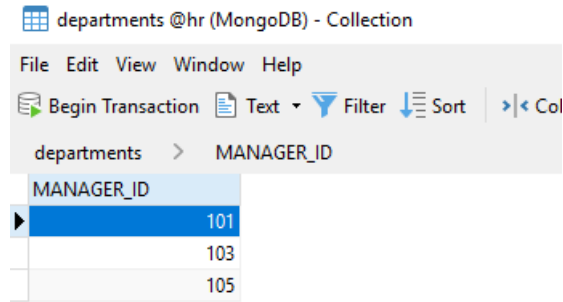 departments @hr (MongoDB) - Collection
File Edit View Window Help
Begin Transaction Text Filter Sort Col
departments > MANAGER_ID
MANAGER_ID
101
103
105